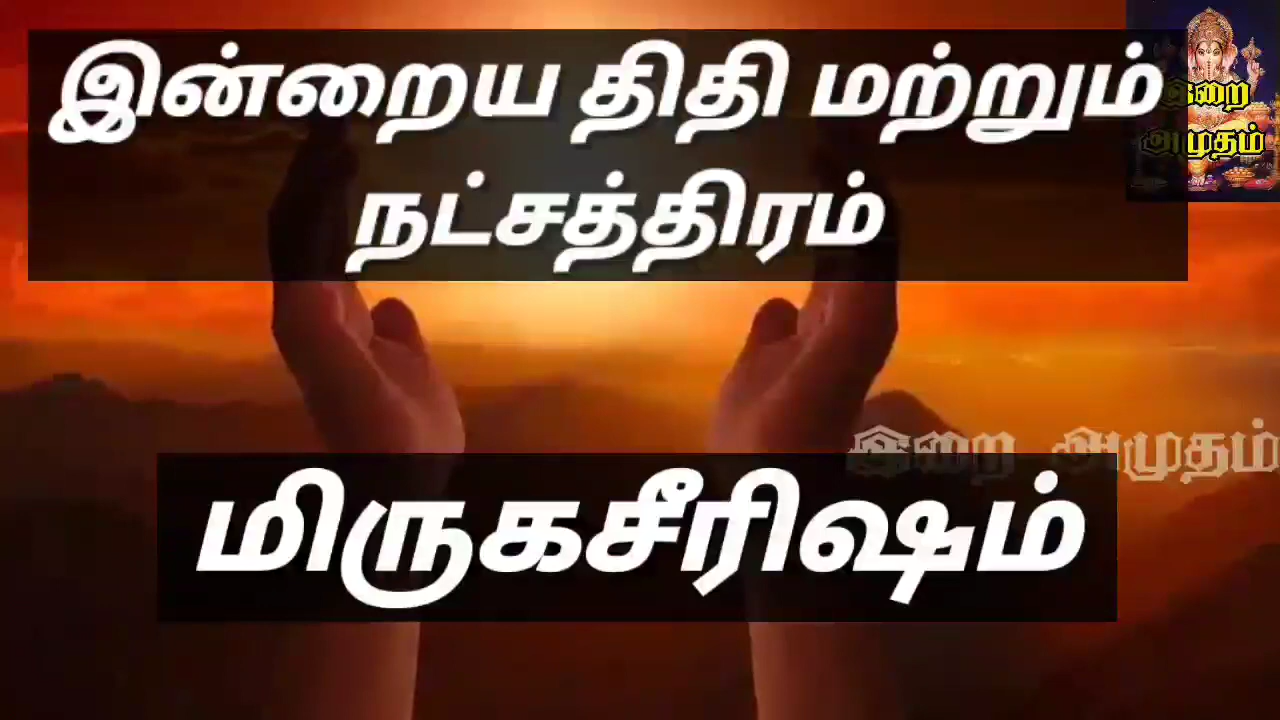 இன்றைய திதி மற்றும்
நட்சத்திரம்
இறை
அமுதம்
இறை அமுதம்
மிருகசீரிஷம்